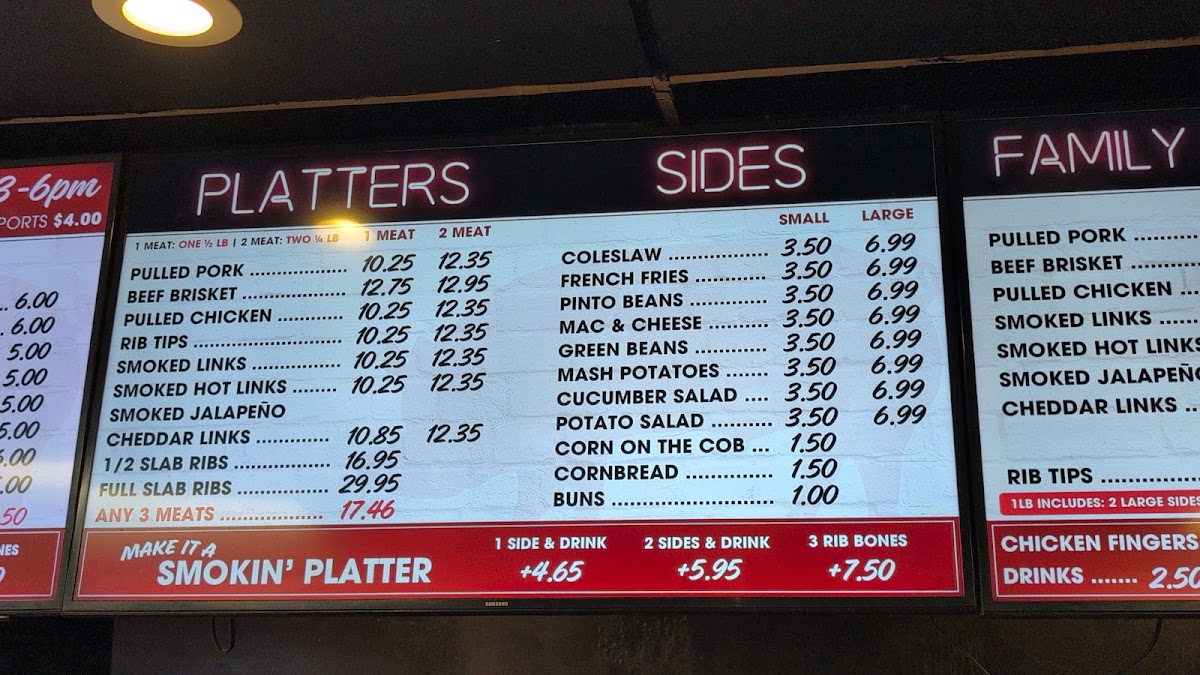 3-6pm
PORTS $4.00
6.00
6.00
5.00
5.00
5.00
5.00
.00
.50
PLATTERS
1 MEAT: ONE ½ LB | 2 MEAT: TWO ¼ LB 1 MEAT 2 MEAT
PULLED PORK 10.25 12.35
BEEF BRISKET 12.75 12.95
PULLED CHICKEN 10.25 12.35
RIB TIPS 10.25 12.35
SMOKED LINKS 10.25 12.35
SMOKED HOT LINKS 10.25 12.35
SMOKED JALAPEÑO
CHEDDAR LINKS 10.85 12.35
1/2 SLAB RIBS 16.95
FULL SLAB RIBS 29.95
ANY 3 MEATS 17.46
SIDES
SMALL LARGE
COLESLAW 3.50 6.99
FRENCH FRIES 3.50 6.99
PINTO BEANS 3.50 6.99
MAC & CHEESE 3.50 6.99
GREEN BEANS 3.50 6.99
MASH POTATOES 3.50 6.99
CUCUMBER SALAD 3.50 6.99
POTATO SALAD 3.50 6.99
CORN ON THE COB 1.50
CORNBREAD 1.50
BUNS 1.00
MAKE IT A
SMOKIN' PLATTER
1 SIDE & DRINK 2 SIDES & DRINK 3 RIB BONES
+4.65 +5.95 +7.50
SAMSUNG
FAMILY
PULLED PORK
BEEF BRISKET
PULLED CHICKEN
SMOKED LINKS
SMOKED HOT LINKS
SMOKED JALAPEÑO
CHEDDAR LINKS
RIB TIPS
1LB INCLUDES: 2 LARGE SIDES
CHICKEN FINGERS
DRINKS 2.50